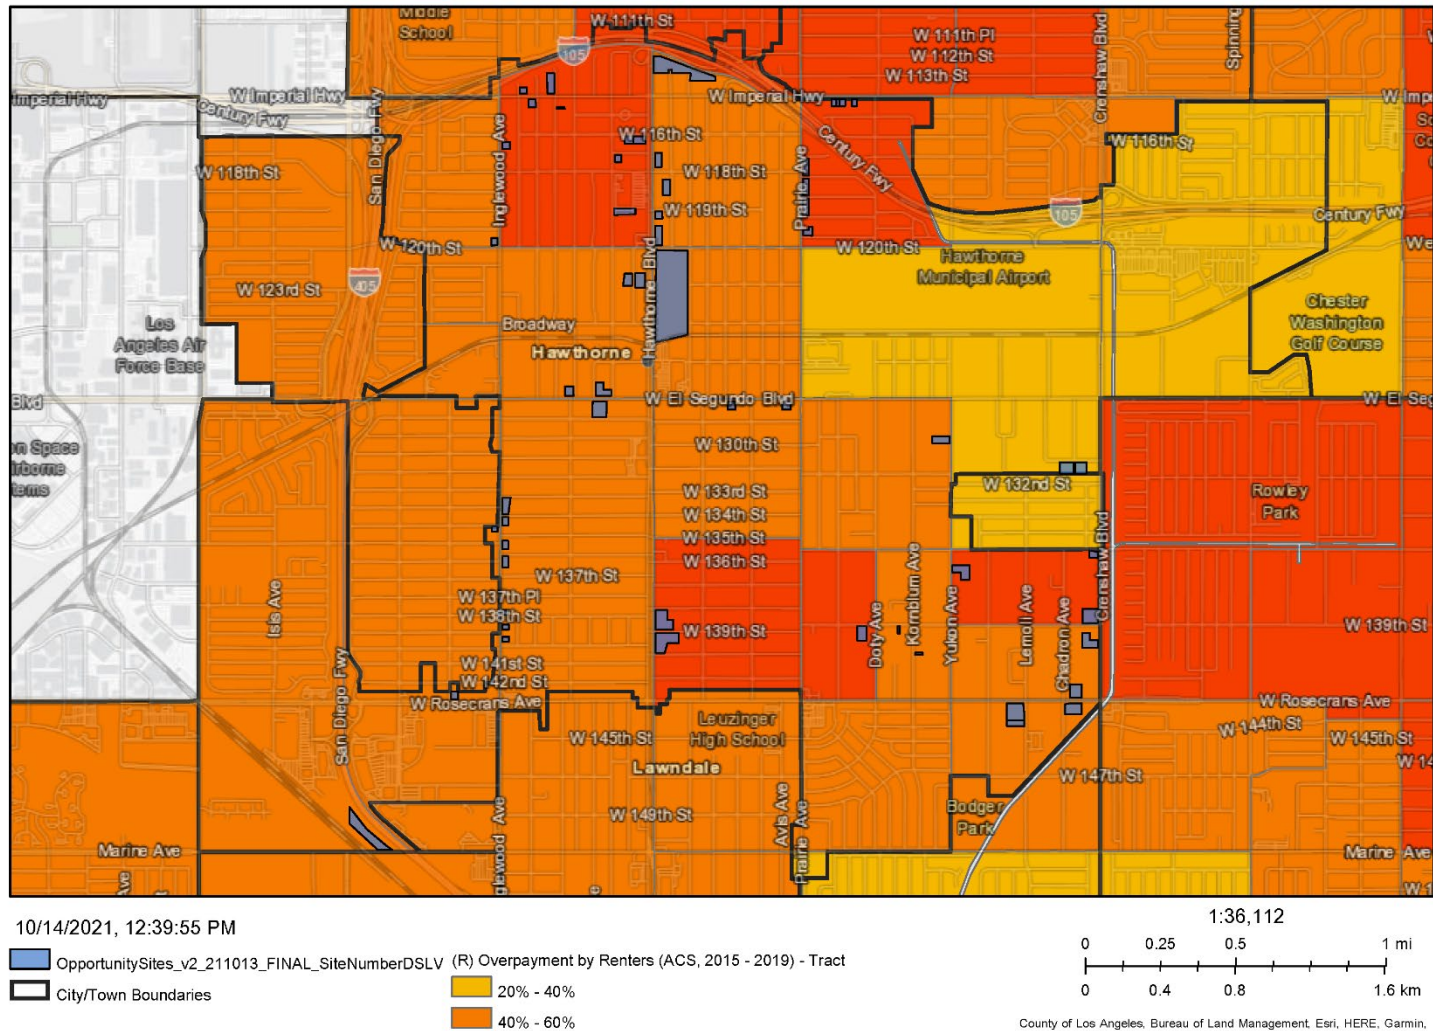 Middle
School
W 111th St
105
W 111th Pl
W 112th St
W 113th St
Crenshaw Blvd
Spinning
Imperial Hwy
W Imperial Hwy
W Imperial Hwy
W Impe
Century Fwy
San Diego Fwy
Inglewood Ave
W 116th St
Century Fwy
Prairie Ave
W 116th St
W 118th St
W 118th St
W 119th St
105
Century Fwy
W 120th St
Hawthorne Blvd
W 120th St
Hawthorne
Municipal Airport
405
W 123rd St
Chester
Washington
Golf Course
Los
Angeles Air
Force Base
Broadway
Hawthorne
Blvd
W El Segundo Blvd
W El Seg
on Space
irborne
tems
W 130th St
W 132nd St
Rowley
Park
W 133rd St
W 134th St
W 135th St
W 136th St
Crenshaw Blvd
W 137th St
W 137th Pl
W 138th St
Isis Ave
W 139th St
Doty Ave
Kornblum Ave
Yukon Ave
Lemoli Ave
Chadron Ave
W 139th St
W 141st St
W 142nd St
W Rosecrans Ave
W Rosecrans Ave
San Diego Fwy
Leuzinger
High School
W 144th St
W 145th St
W 145th St
W 14
Lawndale
W 147th St
W 149th St
Avis Ave
Prairie Ave
Bodger
Park
Inglewood Ave
Marine Ave
Marine Ave
Ave
Ave
e
W 1
10/14/2021, 12:39:55 PM
1:36,112
0 0.25 0.5 1 mi
0 0.4 0.8 1.6 km
OpportunitySites_v2_211013_FINAL_SiteNumberDSLV
City/Town Boundaries
(R) Overpayment by Renters (ACS, 2015 - 2019) - Tract
20% - 40%
40% - 60%
County of Los Angeles, Bureau of Land Management, Esri, HERE, Garmin,